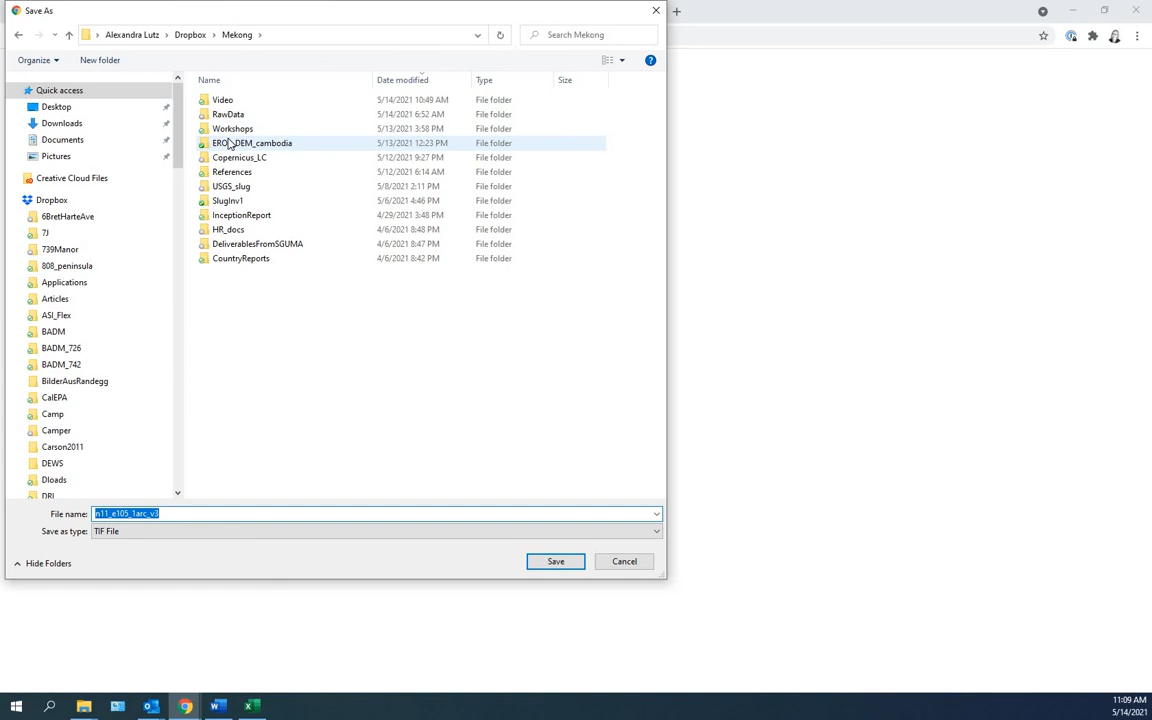 Save As
Alexandra Lutz > Dropbox > Mekong >
Search Mekong
Organize
New folder
Name
Date modified
Type
Size
Quick access
Desktop
Downloads
Documents
Pictures
Creative Cloud Files
Dropbox
6BretHarteAve
7J
739Manor
808_peninsula
Applications
Articles
ASI_Flex
BADM
BADM_726
BADM_742
BilderAusRandegg
CalEPA
Camp
Camper
Carson2011
DEWS
Dloads
DRI
Video 5/14/2021 10:49 AM File folder
RawData 5/14/2021 6:52 AM File folder
Workshops 5/13/2021 3:58 PM File folder
5/13/2021 12:23 PM File folder
Copernicus_LC 5/12/2021 9:27 PM File folder
References 5/12/2021 6:14 AM File folder
USGS_slug 5/8/2021 2:11 PM File folder
SlugInv1 5/6/2021 4:46 PM File folder
InceptionReport 4/29/2021 3:48 PM File folder
HR_docs 4/6/2021 8:48 PM File folder
DeliverablesFromSGUMA 4/6/2021 8:47 PM File folder
CountryReports 4/6/2021 8:42 PM File folder
File name: n11_e105_1arc_v3
Save as type: TIF File
Hide Folders
Save
Cancel
11:09 AM
5/14/2021